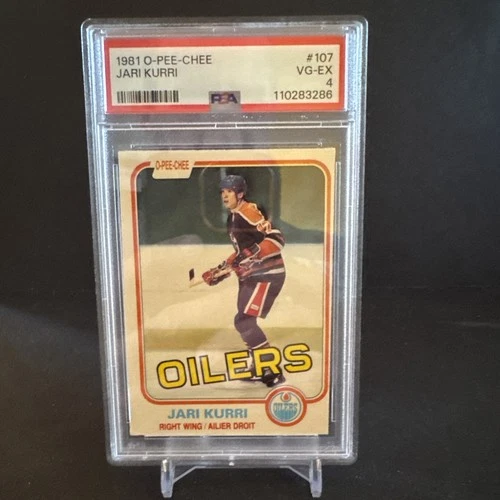 1981 O-PEE-CHEE #107
JARI KURRI VG-EX
4
PSA 110283286
O-PEE-CHEE
OILERS
JARI KURRI
OILERS
RIGHT WING / AILIER DROIT